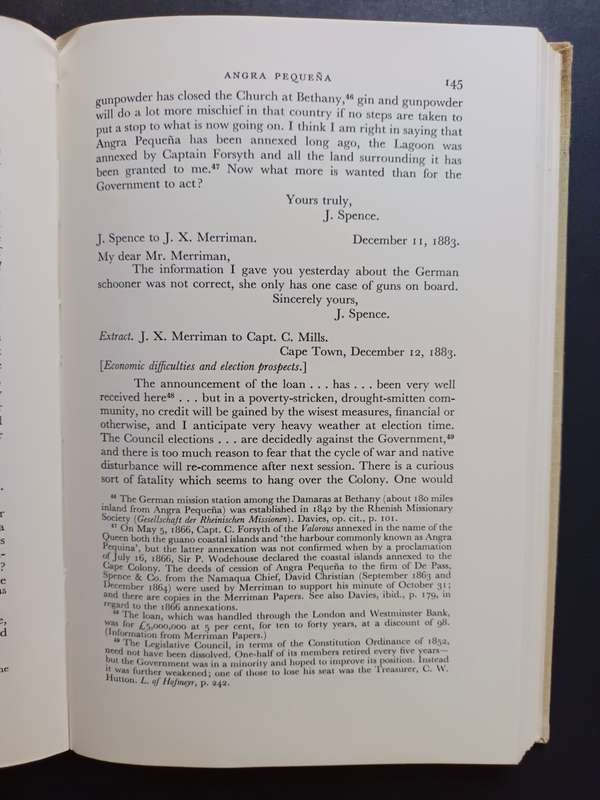 ANGRA PEQUEÑA
145
gunpowder has closed the Church at Bethany,⁴⁶ gin and gunpowder
will do a lot more mischief in that country if no steps are taken to
put a stop to what is now going on. I think I am right in saying that
Angra Pequeña has been annexed long ago, the Lagoon was
annexed by Captain Forsyth and all the land surrounding it has
been granted to me.⁴⁷ Now what more is wanted than for the
Government to act?
Yours truly,
J. Spence.
J. Spence to J. X. Merriman.
December 11, 1883.
My dear Mr. Merriman,
The information I gave you yesterday about the German
schooner was not correct, she only has one case of guns on board.
Sincerely yours,
J. Spence.
Extract. J. X. Merriman to Capt. C. Mills.
Cape Town, December 12, 1883.
[Economic difficulties and election prospects.]
The announcement of the loan . . . has . . . been very well
received here⁴⁸ . . . but in a poverty-stricken, drought-smitten com-
munity, no credit will be gained by the wisest measures, financial or
otherwise, and I anticipate very heavy weather at election time.
The Council elections . . . are decidedly against the Government,⁴⁹
and there is too much reason to fear that the cycle of war and native
disturbance will re-commence after next session. There is a curious
sort of fatality which seems to hang over the Colony. One would
⁴⁶ The German mission station among the Damaras at Bethany (about 180 miles
inland from Angra Pequeña) was established in 1842 by the Rhenish Missionary
Society (Gesellschaft der Rheinischen Missionen). Davies, op. cit., p. 101.
⁴⁷ On May 5, 1866, Capt. C. Forsyth of the Valorous annexed in the name of the
Queen both the guano coastal islands and 'the harbour commonly known as Angra
Pequina', but the latter annexation was not confirmed when by a proclamation
of July 16, 1866, Sir P. Wodehouse declared the coastal islands annexed to the
Cape Colony. The deeds of cession of Angra Pequeña to the firm of De Pass,
Spence & Co. from the Namaqua Chief, David Christian (September 1863 and
December 1864) were used by Merriman to support his minute of October 31;
and there are copies in the Merriman Papers. See also Davies, ibid., p. 179, in
regard to the 1866 annexations.
⁴⁸ The loan, which was handled through the London and Westminster Bank,
was for £5,000,000 at 5 per cent, for ten to forty years, at a discount of 98.
(Information from Merriman Papers.)
⁴⁹ The Legislative Council, in terms of the Constitution Ordinance of 1852,
need not have been dissolved. One-half of its members retired every five years—
but the Government was in a minority and hoped to improve its position. Instead
it was further weakened; one of those to lose his seat was the Treasurer, C. W.
Hutton. L. of Hofmeyr, p. 242.